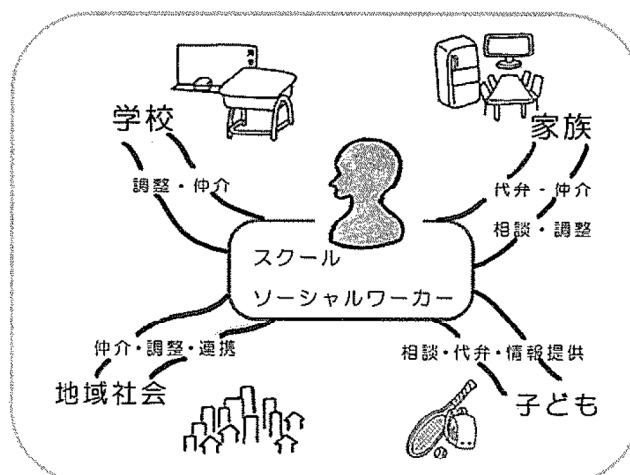 学校
家族
調整・仲介
代弁・仲介
相談・調整
スクール
ソーシャルワーカー
仲介・調整・連携
相談・代弁・情報提供
地域社会
子ども